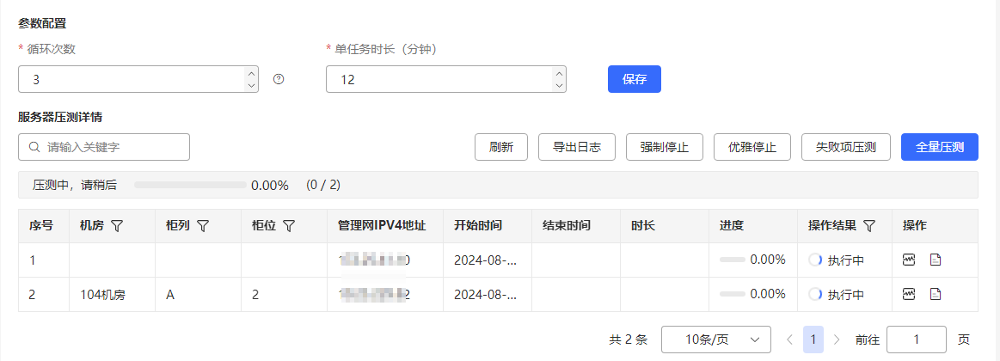 参数配置
* 循环次数 * 单任务时长（分钟）
3 12 保存
服务器压测详情
请输入关键字 刷新 导出日志 强制停止 优雅停止 失败项压测 全量压测
压测中，请稍后 0.00% (0 / 2)
序号 机房 柜列 柜位 管理网IPV4地址 开始时间 结束时间 时长 进度 操作结果 操作
1 2024-08-... 0.00% 执行中
2 104机房 A 2 2024-08-... 0.00% 执行中
共 2 条 10条/页 1 前往 1 页